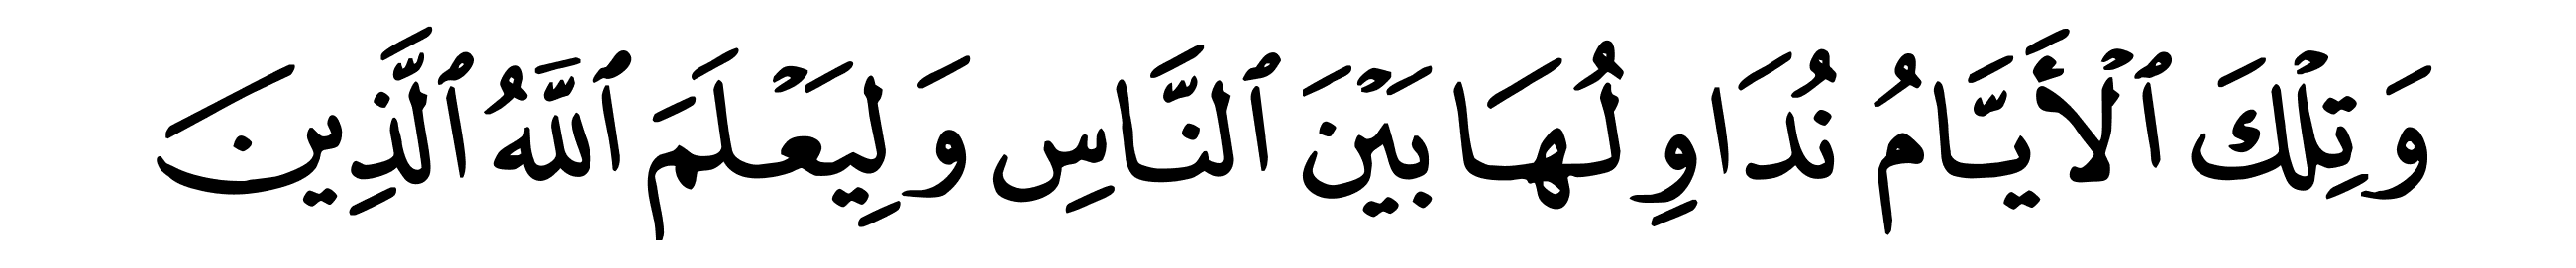 وَتِلۡكَ ٱلۡأَيَّامُ نُدَاوِلُهَا بَيۡنَ ٱلنَّاسِ وَلِيَعۡلَمَ ٱللَّهُ ٱلَّذِينَ